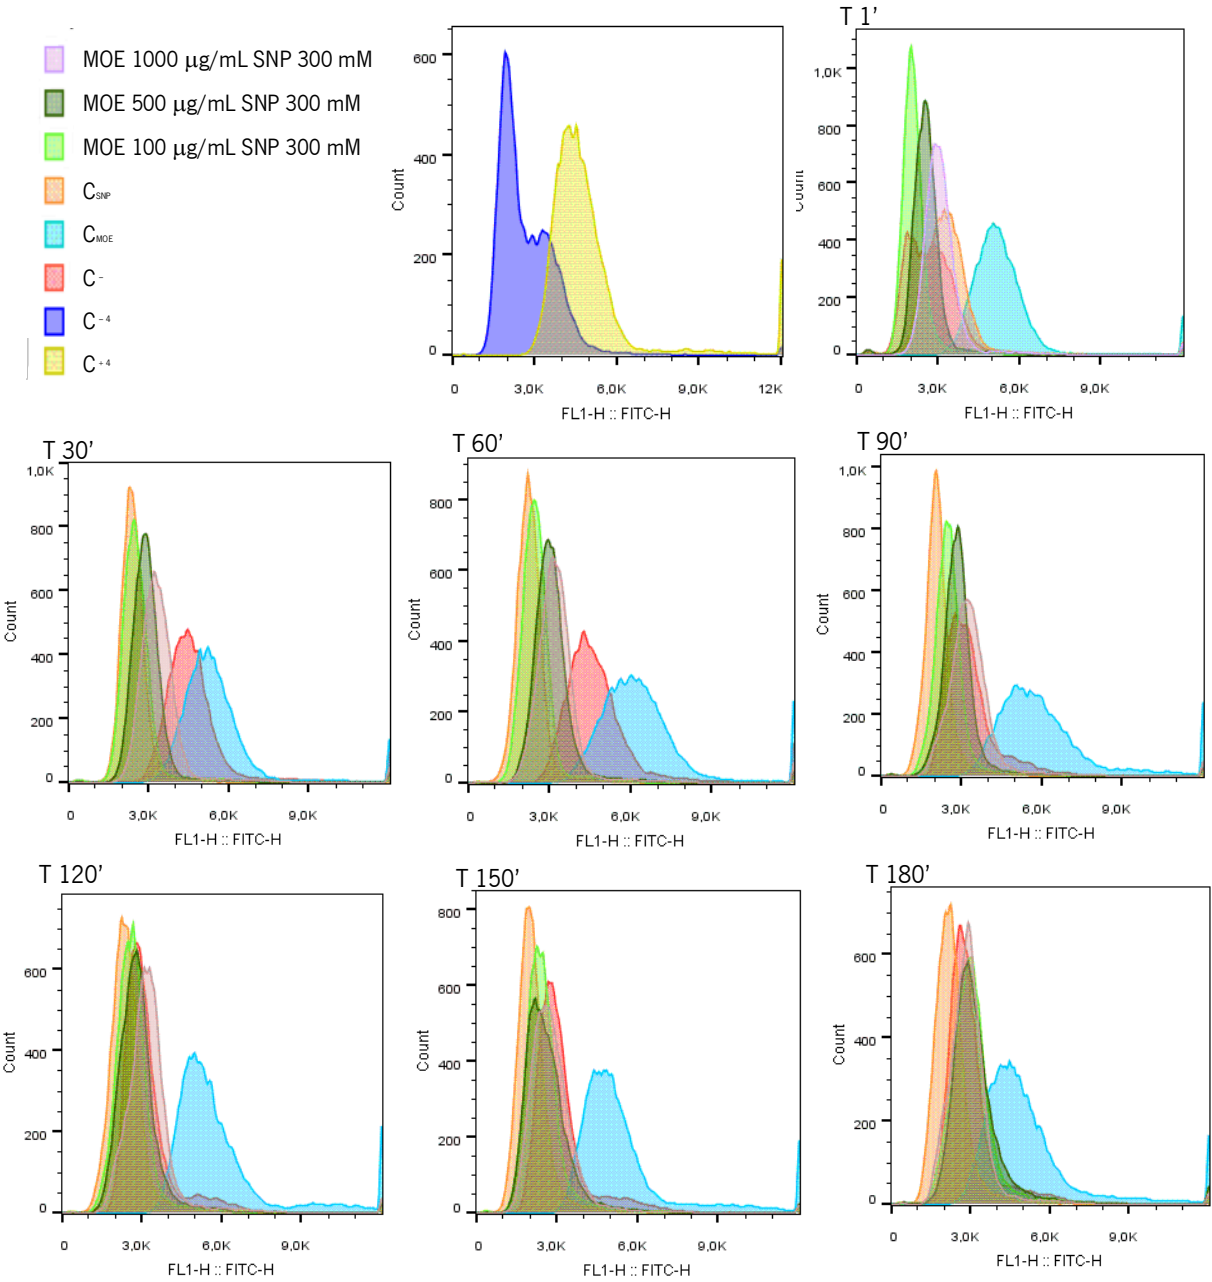 MOE 1000 μg/mL SNP 300 mM
MOE 500 μg/mL SNP 300 mM
MOE 100 μg/mL SNP 300 mM
C SNP
C MOE
C -
C - 4
C + 4
600
400
200
0
Count
0 3,0K 6,0K 9,0K 12K
FL1-H :: FITC-H
T 1'
1,0K
800
600
400
200
0
Count
0 3,0K 6,0K 9,0K
FL1-H :: FITC-H
T 30'
1,0K
800
600
400
200
0
Count
0 3,0K 6,0K 9,0K
FL1-H :: FITC-H
T 60'
800
600
400
200
0
Count
0 3,0K 6,0K 9,0K
FL1-H :: FITC-H
T 90'
1,0K
800
600
400
200
0
Count
0 3,0K 6,0K 9,0K
FL1-H :: FITC-H
T 120'
600
400
200
0
Count
0 3,0K 6,0K 9,0K
FL1-H :: FITC-H
T 150'
800
600
400
200
0
Count
0 3,0K 6,0K 9,0K
FL1-H :: FITC-H
T 180'
600
400
200
0
Count
0 3,0K 6,0K 9,0K
FL1-H :: FITC-H